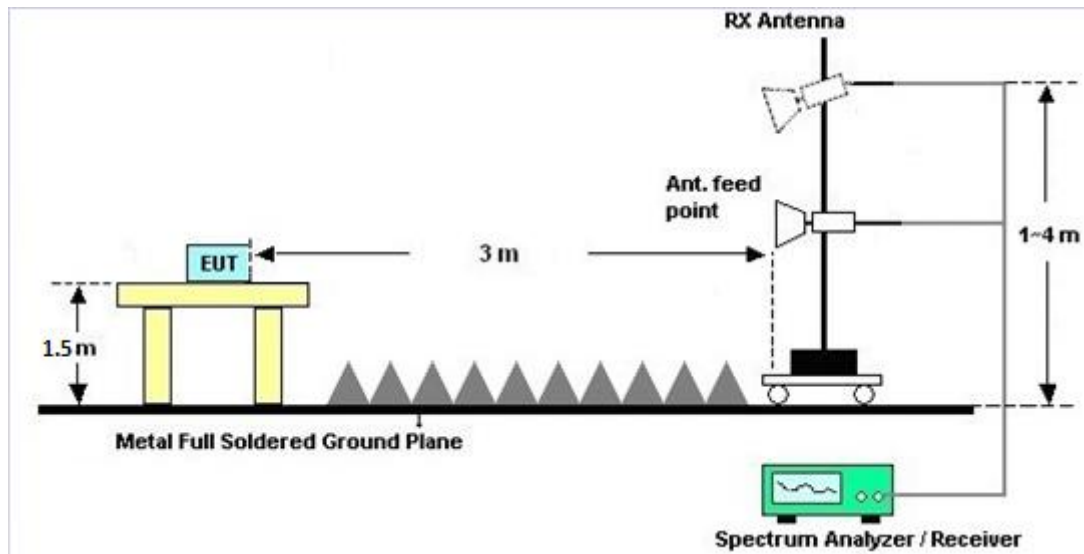 RX Antenna
Ant. feed
point
EUT
3 m
1~4 m
1.5 m
Metal Full Soldered Ground Plane
Spectrum Analyzer / Receiver